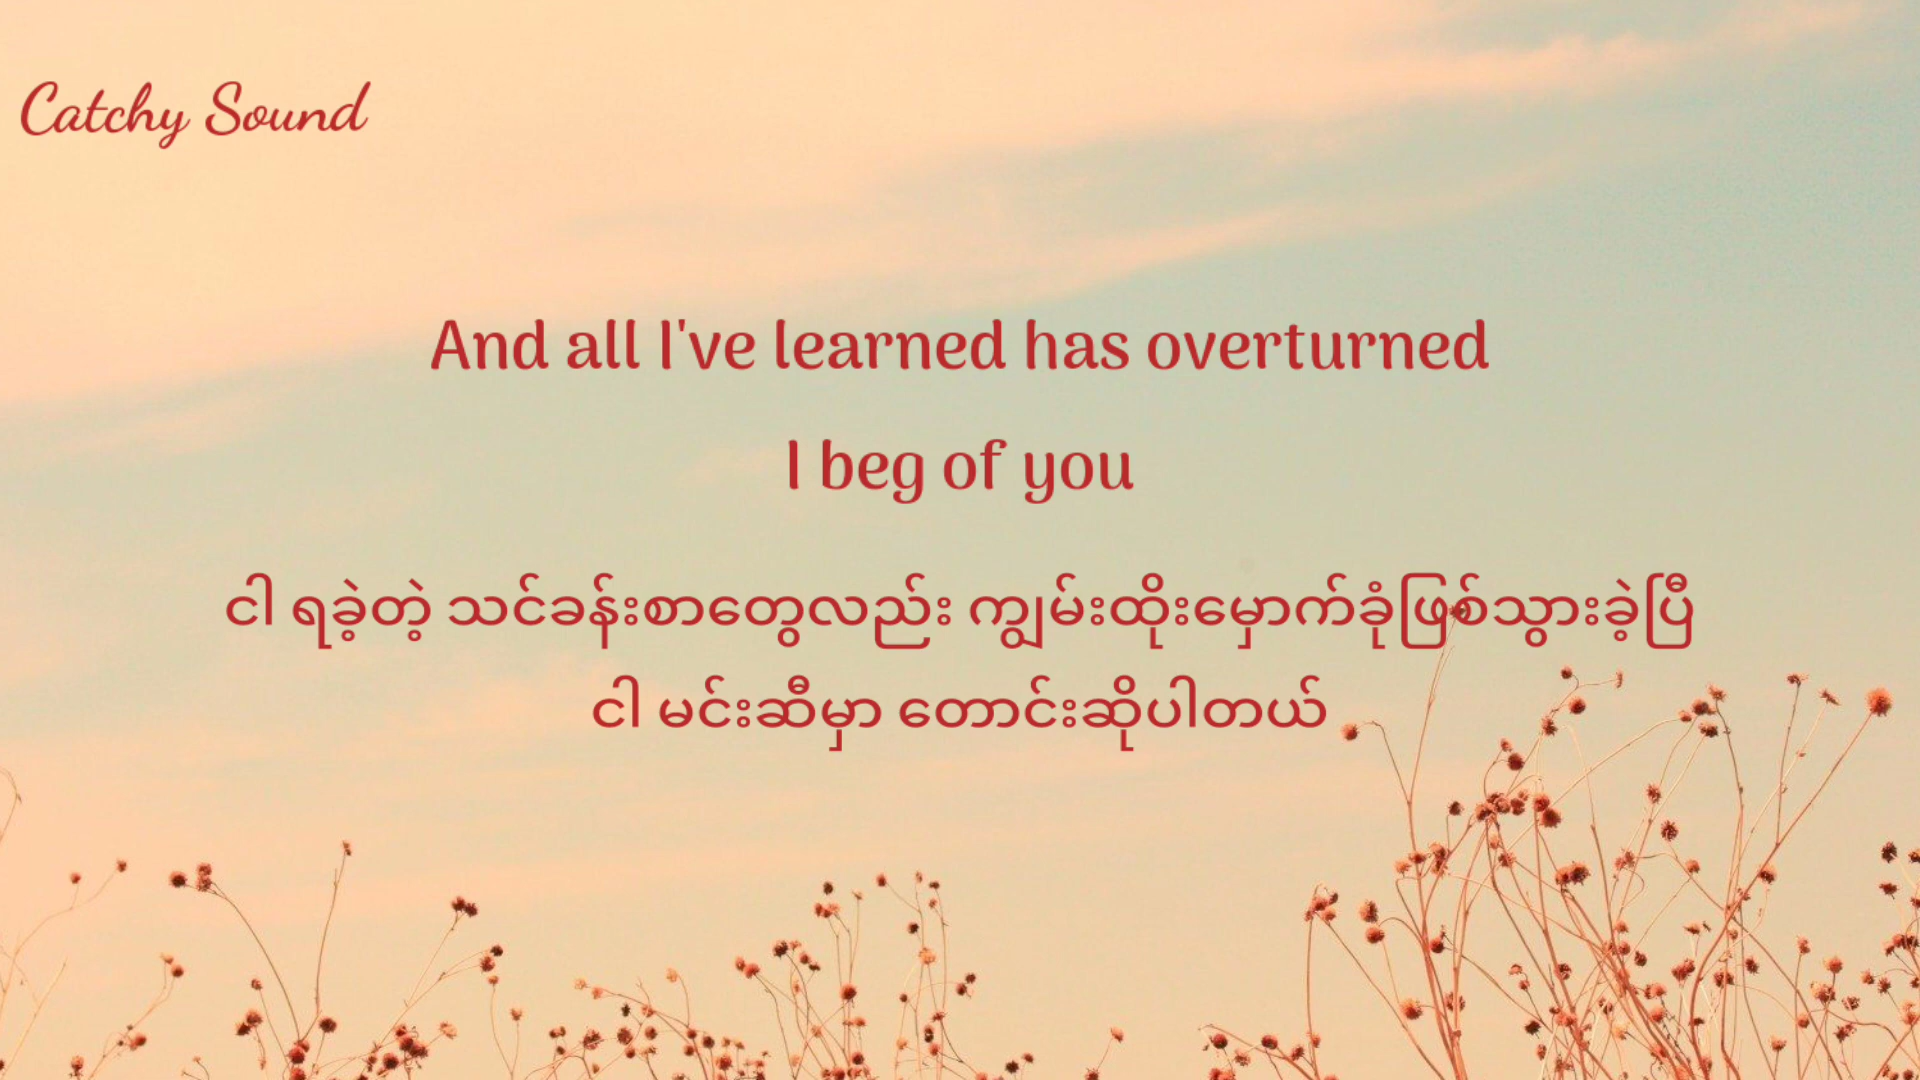 Catchy Sound
And all I've learned has overturned
I beg of you
ငါ ရခဲ့တဲ့ သင်ခန်းစာတွေလည်း ကျွမ်းထိုးမှောက်ခုံဖြစ်သွားခဲ့ပြီ
ငါ မင်းဆီမှာ တောင်းဆိုပါတယ်